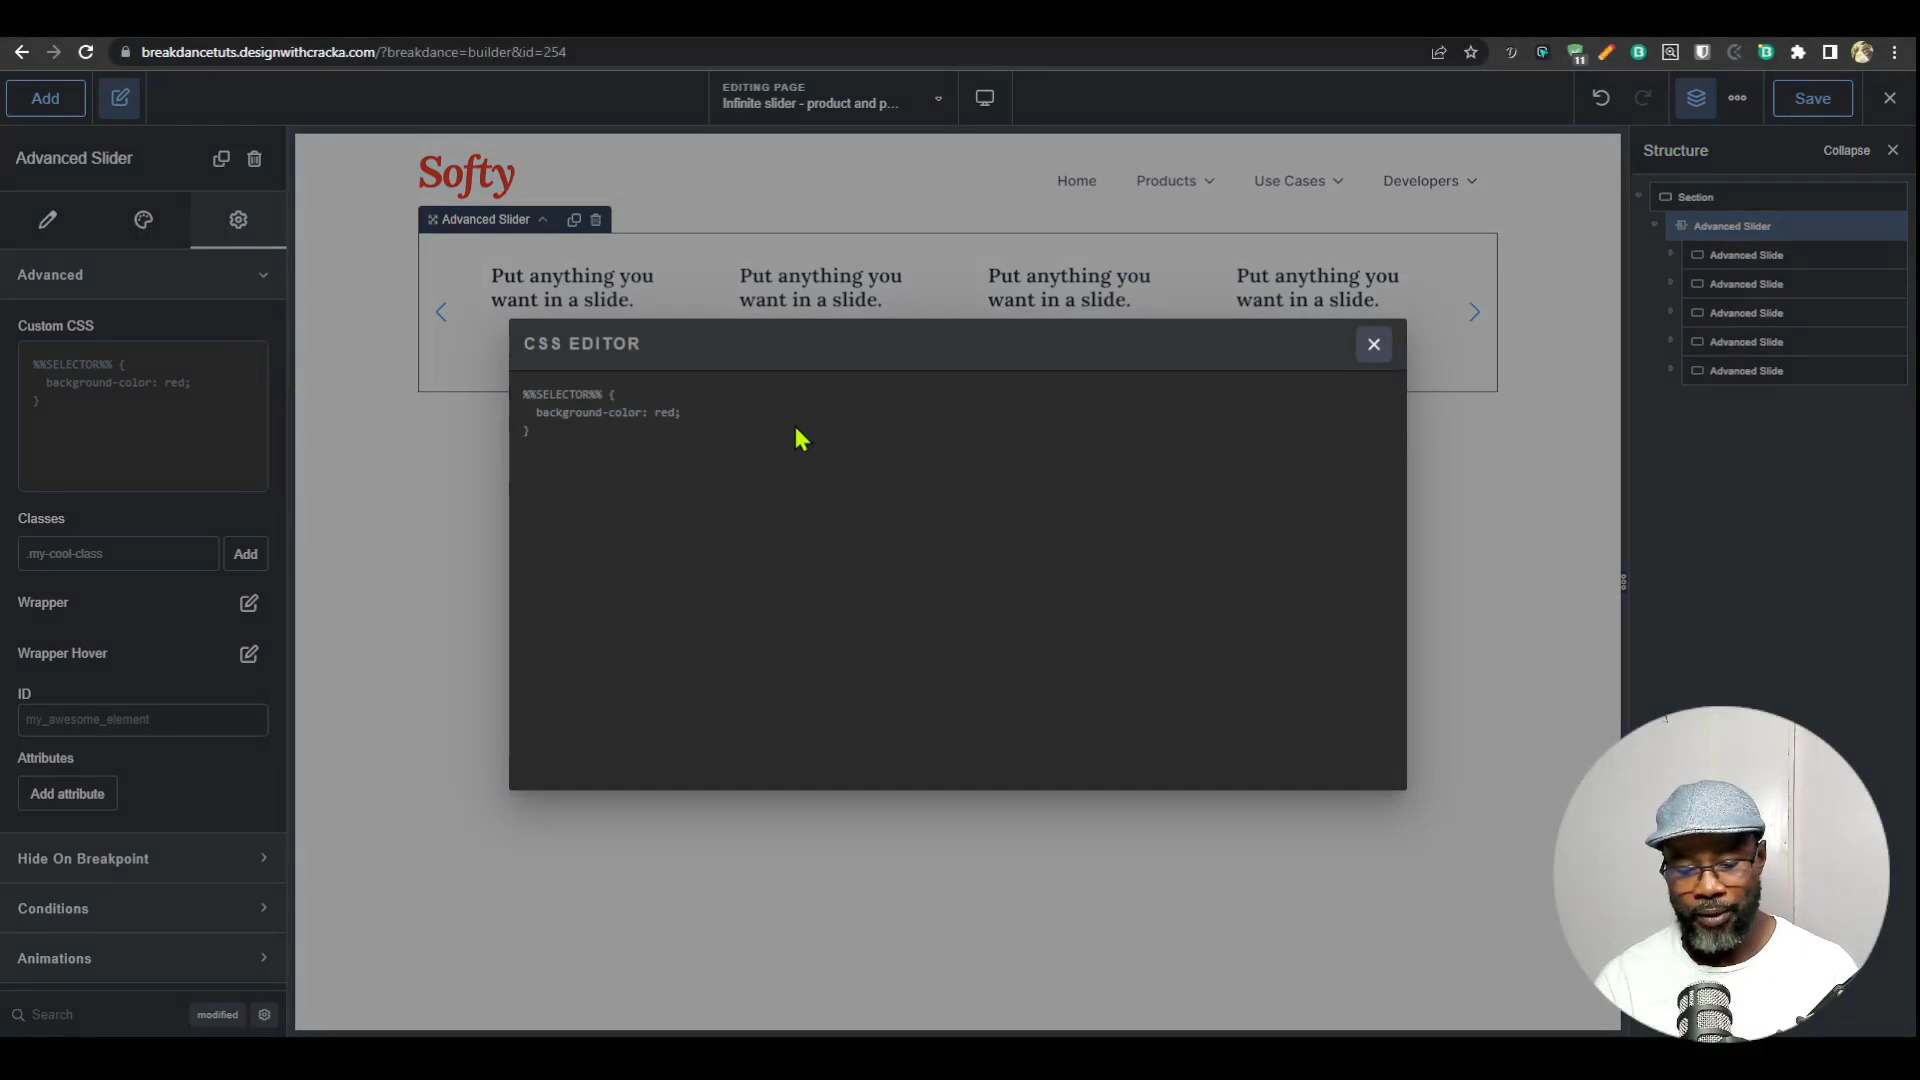 breakdancetuts.designwithcracka.com/?breakdance=builder&id=254
11
Add
EDITING PAGE
Infinite slider - product and p...
Save
Advanced Slider
Advanced
Custom CSS
%%SELECTOR%% {
background-color: red;
}
Classes
.my-cool-class
Add
Wrapper
Wrapper Hover
ID
my_awesome_element
Attributes
Add attribute
Hide On Breakpoint
Conditions
Animations
Search
modified
Softy
Home
Products
Use Cases
Developers
Advanced Slider
Put anything you
want in a slide.
Put anything you
want in a slide.
Put anything you
want in a slide.
Put anything you
want in a slide.
CSS EDITOR
%%SELECTOR%% {
background-color: red;
}
Structure
Collapse
Section
Advanced Slider
Advanced Slide
Advanced Slide
Advanced Slide
Advanced Slide
Advanced Slide